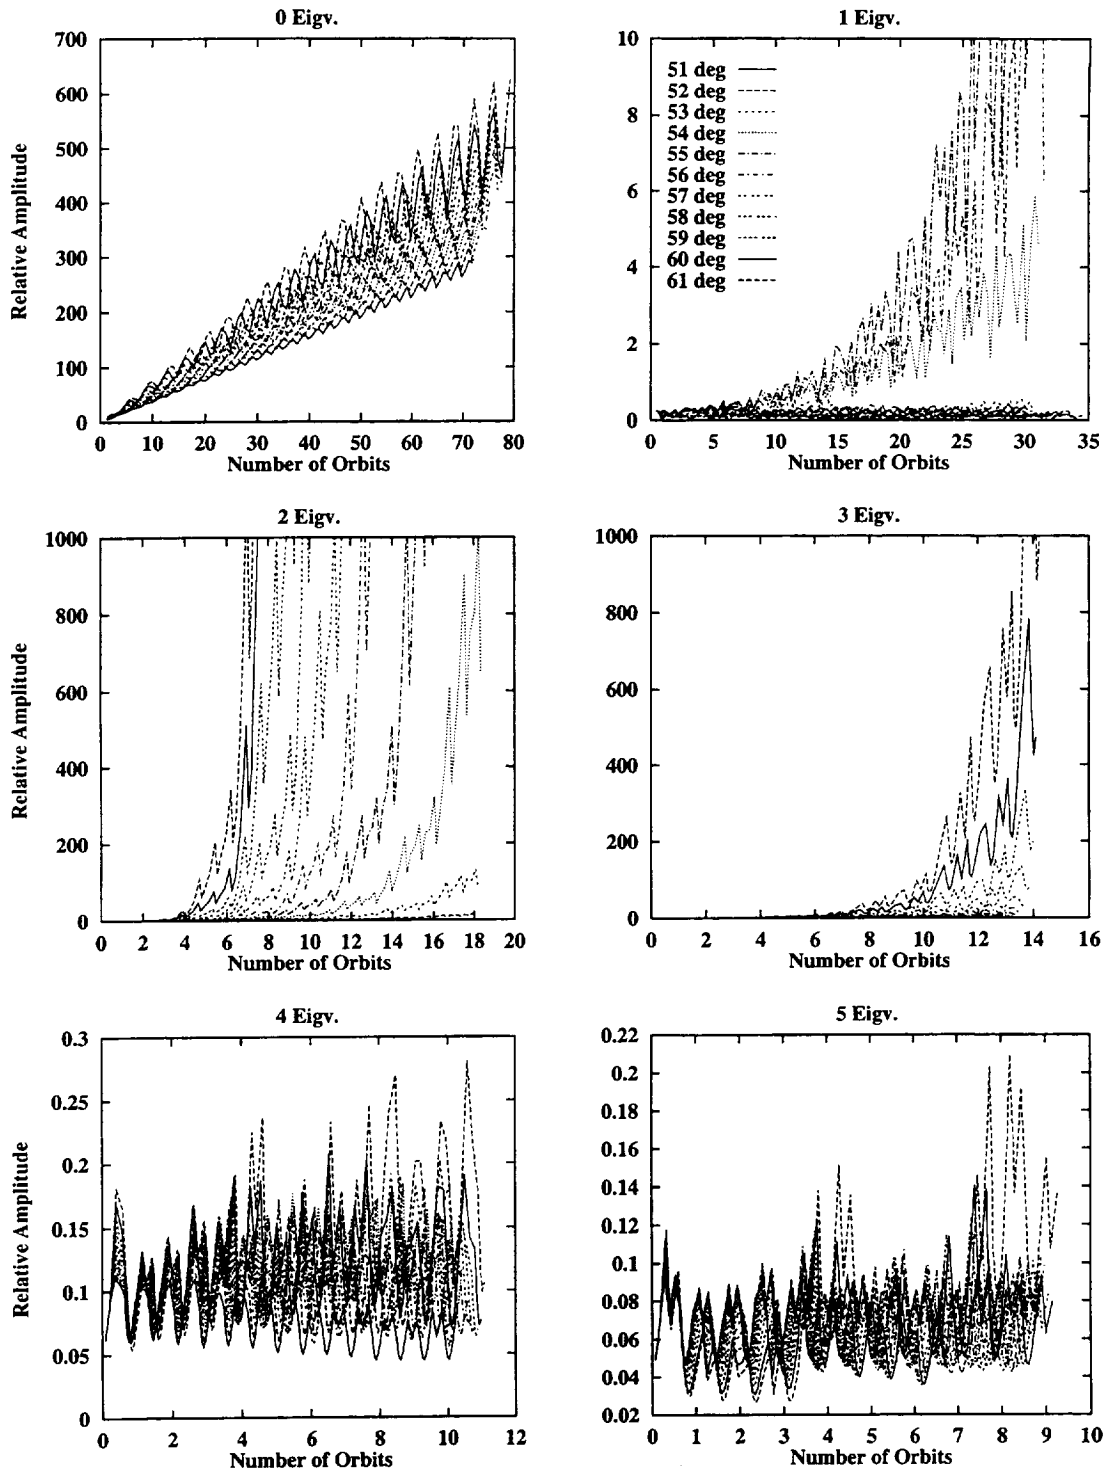 0 Eigv.
700
600
500
400
300
200
100
0
Relative Amplitude
0 10 20 30 40 50 60 70 80
Number of Orbits
1 Eigv.
10
8
6
4
2
0
51 deg
52 deg
53 deg
54 deg
55 deg
56 deg
57 deg
58 deg
59 deg
60 deg
61 deg
0 5 10 15 20 25 30 35
Number of Orbits
2 Eigv.
1000
800
600
400
200
0
Relative Amplitude
0 2 4 6 8 10 12 14 16 18 20
Number of Orbits
3 Eigv.
1000
800
600
400
200
0
0 2 4 6 8 10 12 14 16
Number of Orbits
4 Eigv.
0.3
0.25
0.2
0.15
0.1
0.05
0
Relative Amplitude
0 2 4 6 8 10 12
Number of Orbits
5 Eigv.
0.22
0.2
0.18
0.16
0.14
0.12
0.1
0.08
0.06
0.04
0.02
0 1 2 3 4 5 6 7 8 9 10
Number of Orbits